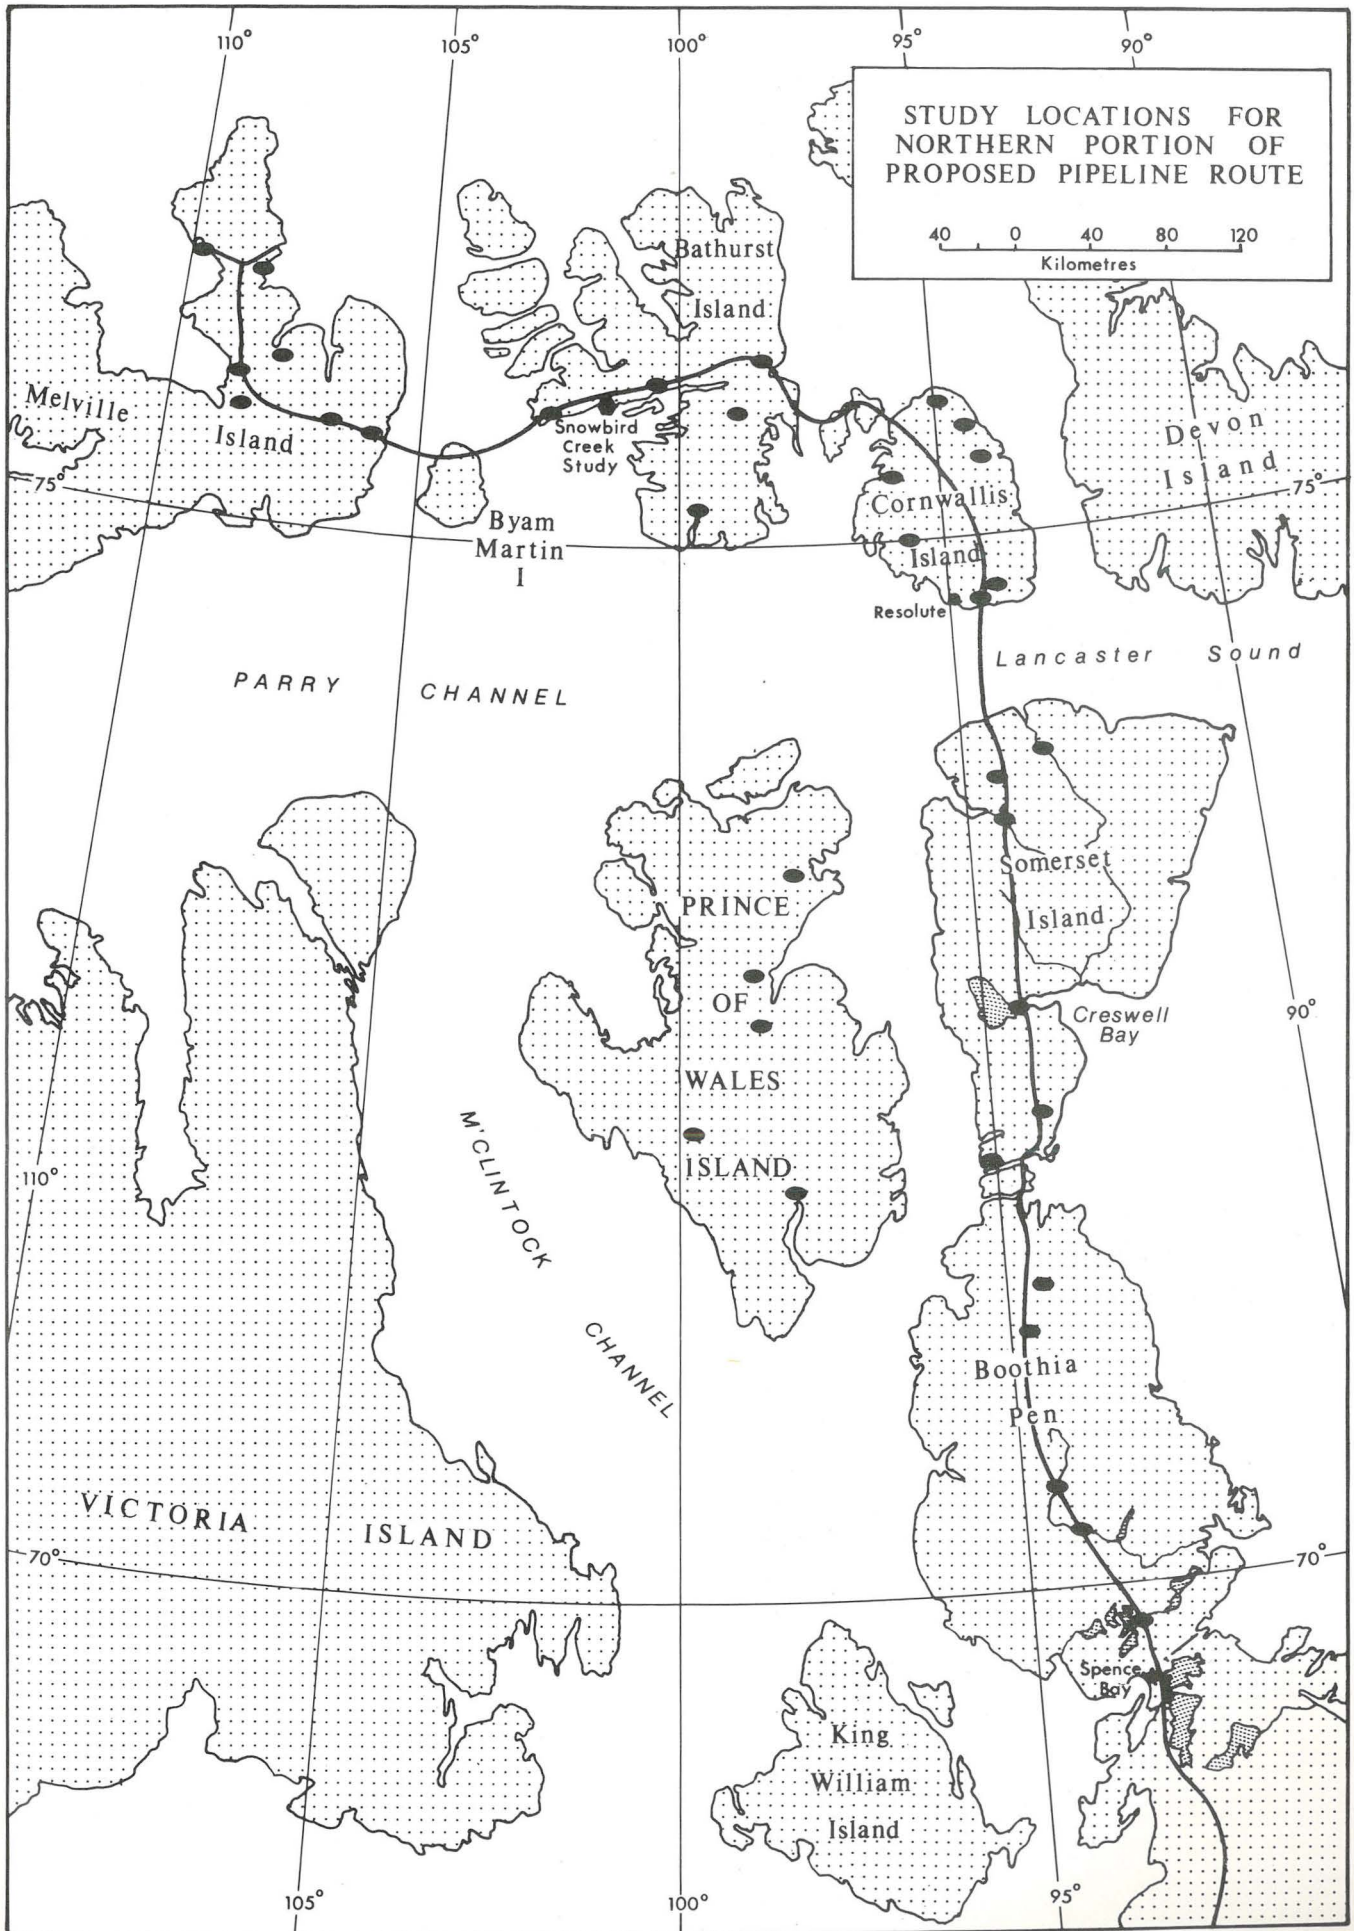 110°
105°
100°
95°
90°
STUDY LOCATIONS FOR
NORTHERN PORTION OF
PROPOSED PIPELINE ROUTE
40 0 40 80 120
Kilometres
Bathurst
Island
Melville
Island
Snowbird
Creek
Study
Devon
Island
75°
75°
Cornwallis
Island
Byam
Martin
I
Resolute
Lancaster Sound
PARRY CHANNEL
Somerset
Island
PRINCE
OF
WALES
ISLAND
Creswell
Bay
90°
M'CLINTOCK
CHANNEL
110°
Boothia
Pen
VICTORIA ISLAND
70°
70°
Spence
Bay
King
William
Island
105°
100°
95°